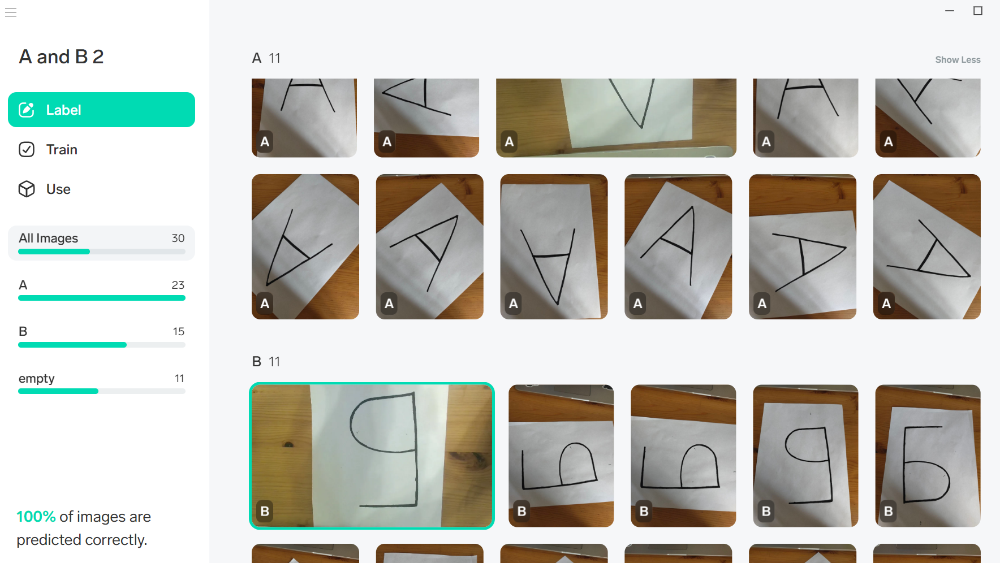 A and B 2
Label
Train
Use
All Images 30
A 23
B 15
empty 11
100% of images are
predicted correctly.
A 11
Show Less
A A A A A
A A A A A
A A A A A A
A A A A A A
B 11
Б Б Б Б Б
B B B B B